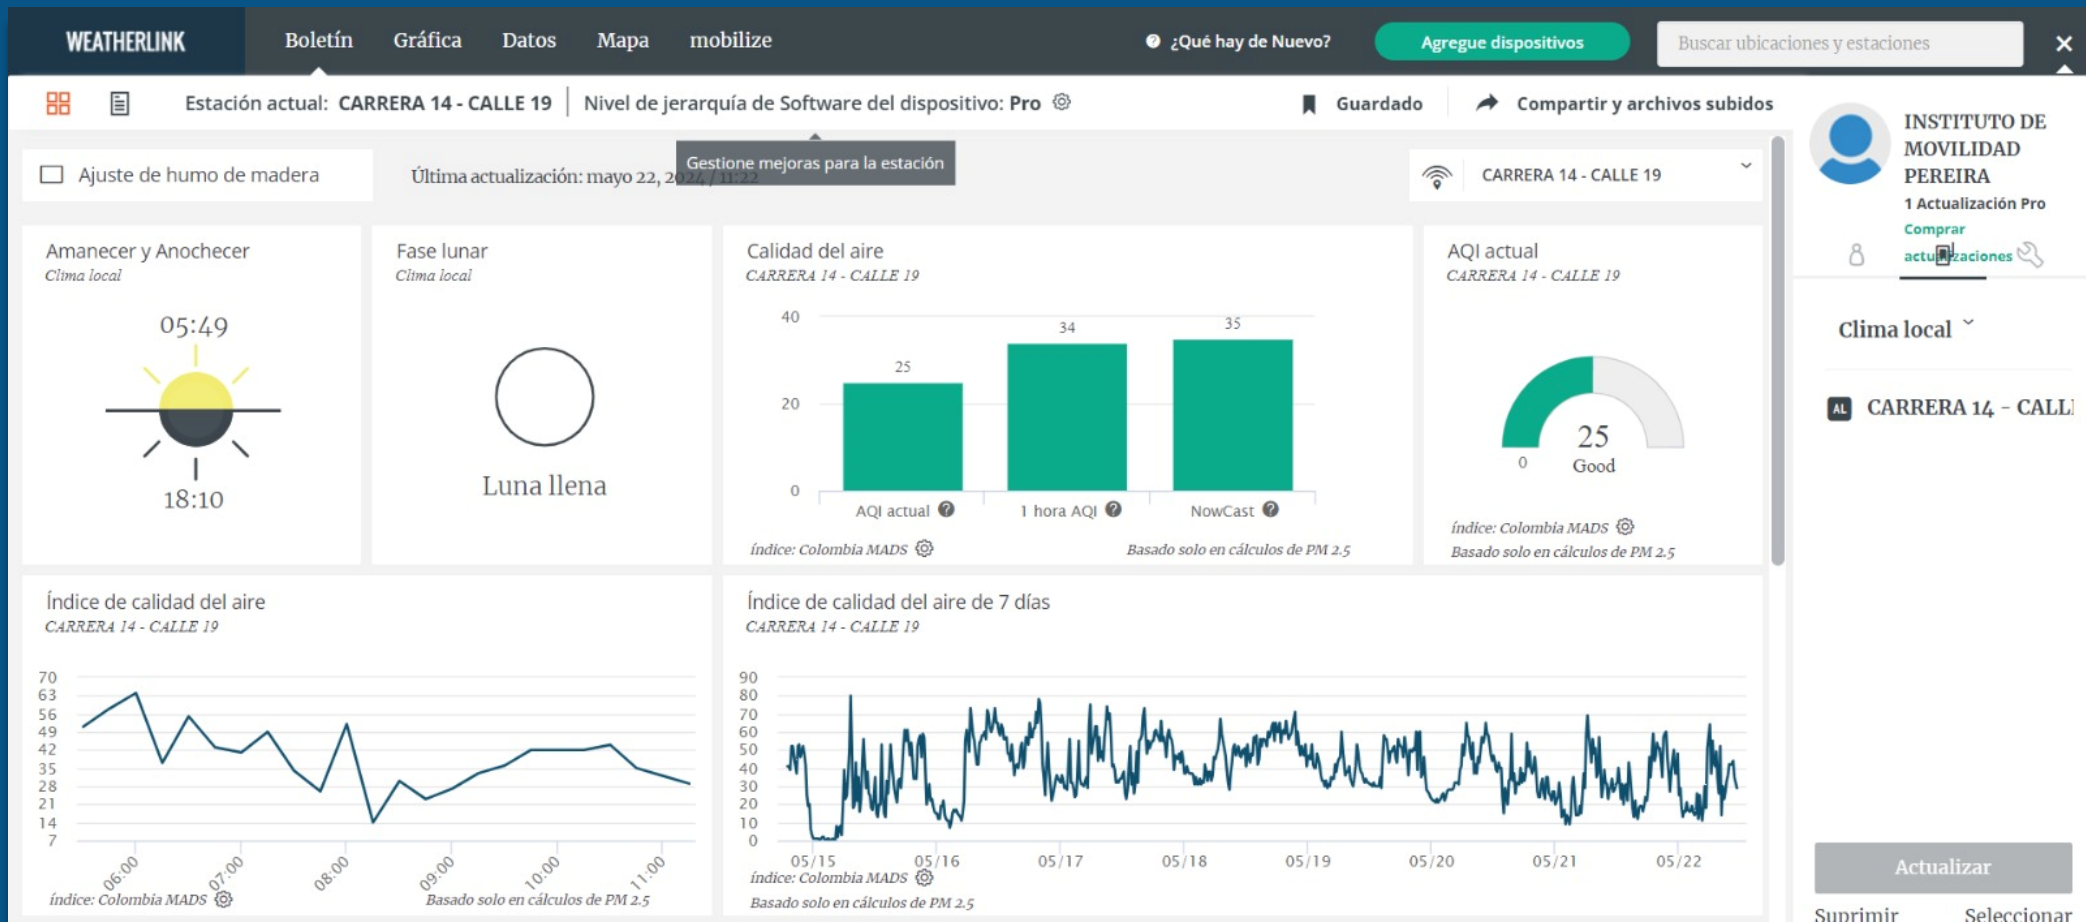 WEATHERLINK Boletín Gráfica Datos Mapa mobilize ¿Qué hay de Nuevo? Agregue dispositivos Buscar ubicaciones y estaciones
Estación actual: CARRERA 14 - CALLE 19 Nivel de jerarquía de Software del dispositivo: Pro Guardado Compartir y archivos subidos
Gestione mejoras para la estación
Ajuste de humo de madera
Última actualización: mayo 22, 2024 / 11:22
CARRERA 14 - CALLE 19
Amanecer y Anochecer
Clima local
05:49
18:10
Fase lunar
Clima local
Luna llena
Calidad del aire
CARRERA 14 - CALLE 19
40
20
0
25
34
35
AQI actual 1 hora AQI NowCast
índice: Colombia MADS Basado solo en cálculos de PM 2.5
AQI actual
CARRERA 14 - CALLE 19
25
0 Good
índice: Colombia MADS
Basado solo en cálculos de PM 2.5
Índice de calidad del aire
CARRERA 14 - CALLE 19
70
63
56
49
42
35
28
21
14
7
06:00 07:00 08:00 09:00 10:00 11:00
índice: Colombia MADS Basado solo en cálculos de PM 2.5
Índice de calidad del aire de 7 días
CARRERA 14 - CALLE 19
90
80
70
60
50
40
30
20
10
0
05/15 05/16 05/17 05/18 05/19 05/20 05/21 05/22
índice: Colombia MADS
Basado solo en cálculos de PM 2.5
INSTITUTO DE
MOVILIDAD
PEREIRA
1 Actualización Pro
Comprar
actualizaciones
Clima local
AL CARRERA 14 - CALL
Actualizar
Suprimir Seleccionar